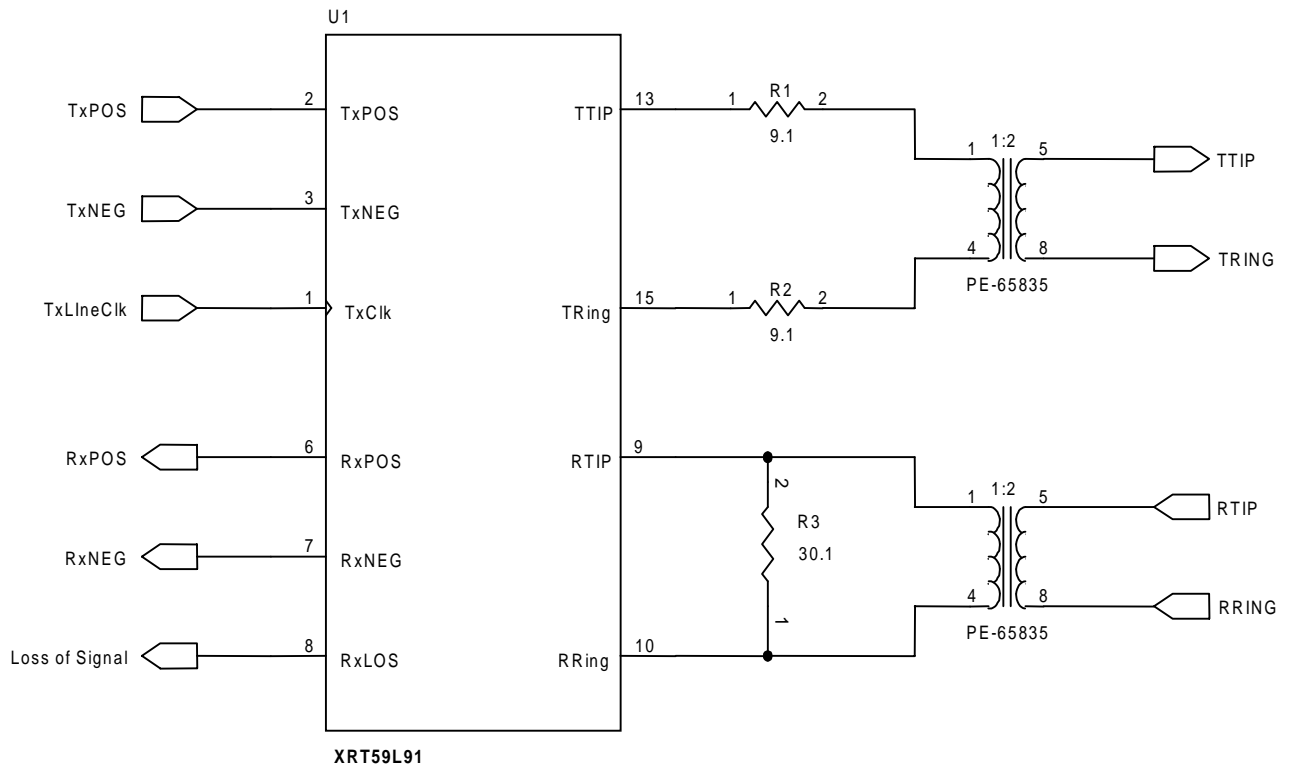 U1
TxPOS
2
TxPOS
TTIP
13
1
R1
2
9.1
1
1:2
5
TTIP
TxNEG
3
TxNEG
4
8
TRING
PE-65835
TxLIneClk
1
TxClk
TRing
15
1
R2
2
9.1
RxPOS
6
RxPOS
RTIP
9
2
R3
30.1
1
1
1:2
5
RTIP
RxNEG
7
RxNEG
4
8
RRING
PE-65835
Loss of Signal
8
RxLOS
RRing
10
XRT59L91